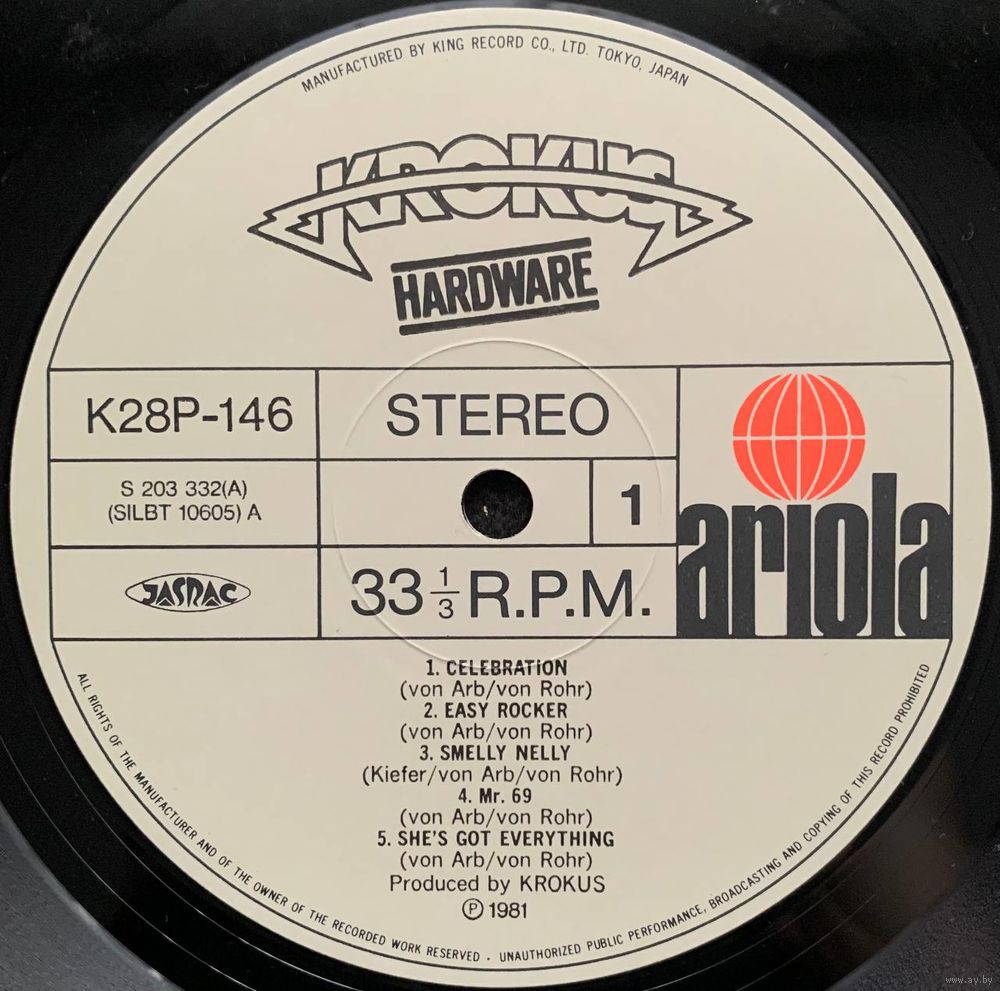 MANUFACTURED BY KING RECORD CO., LTD. TOKYO, JAPAN
KROKUS
HARDWARE
K28P-146
STEREO
S 203 332(A)
(SILBT 10605) A
1
ariola
JASRAC
33 1/3 R.P.M.
1. CELEBRATiON
(von Arb/von Rohr)
2. EASY ROCKER
(von Arb/von Rohr)
3. SMELLY NELLY
(Kiefer/von Arb/von Rohr)
4. Mr. 69
(von Arb/von Rohr)
5. SHE'S GOT EVERYTHING
(von Arb/von Rohr)
Produced by KROKUS
Ⓟ 1981
ALL RIGHTS OF THE MANUFACTURER AND OF THE OWNER OF THE RECORDED WORK RESERVED · UNAUTHORIZED PUBLIC PERFORMANCE, BROADCASTING AND COPYING OF THIS RECORD PROHIBITED
www.ay.by